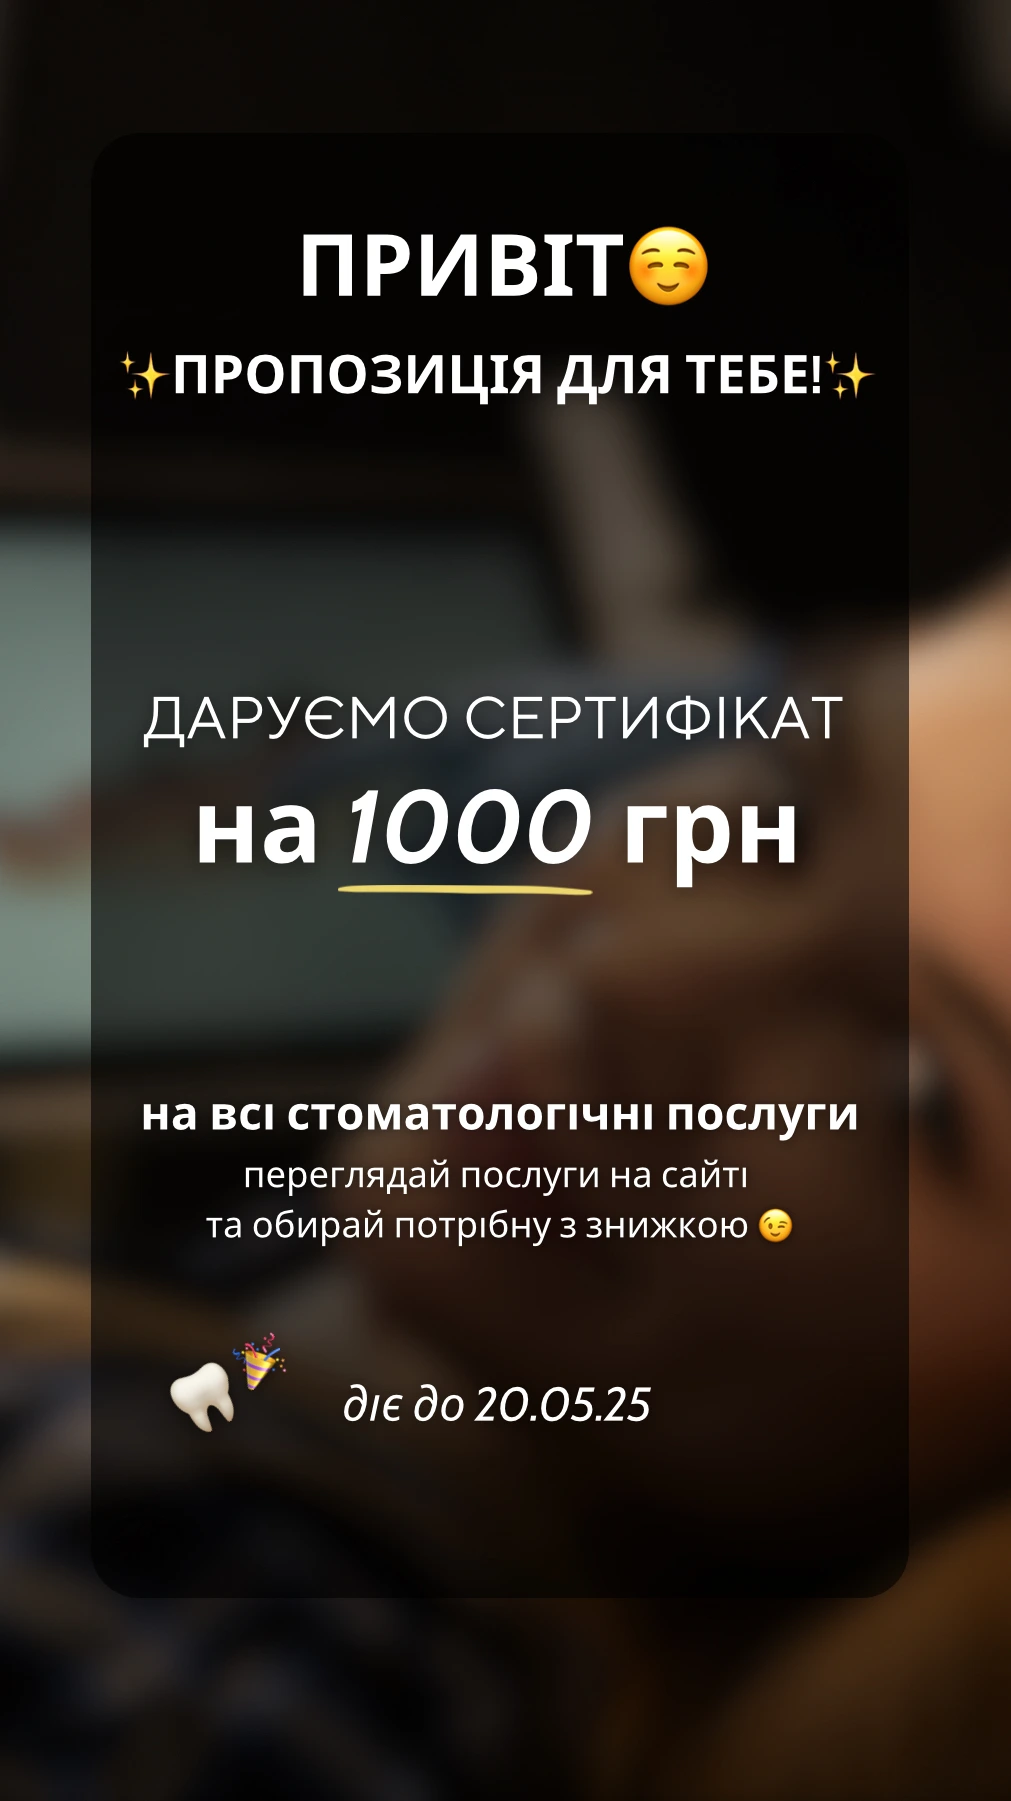 ПРИВІТ☺️
✨ПРОПОЗИЦІЯ ДЛЯ ТЕБЕ!✨
ДАРУЄМО СЕРТИФІКАТ
на 1000 грн
на всі стоматологічні послуги
переглядай послуги на сайті
та обирай потрібну з знижкою 😉
🦷🎉 діє до 20.05.25